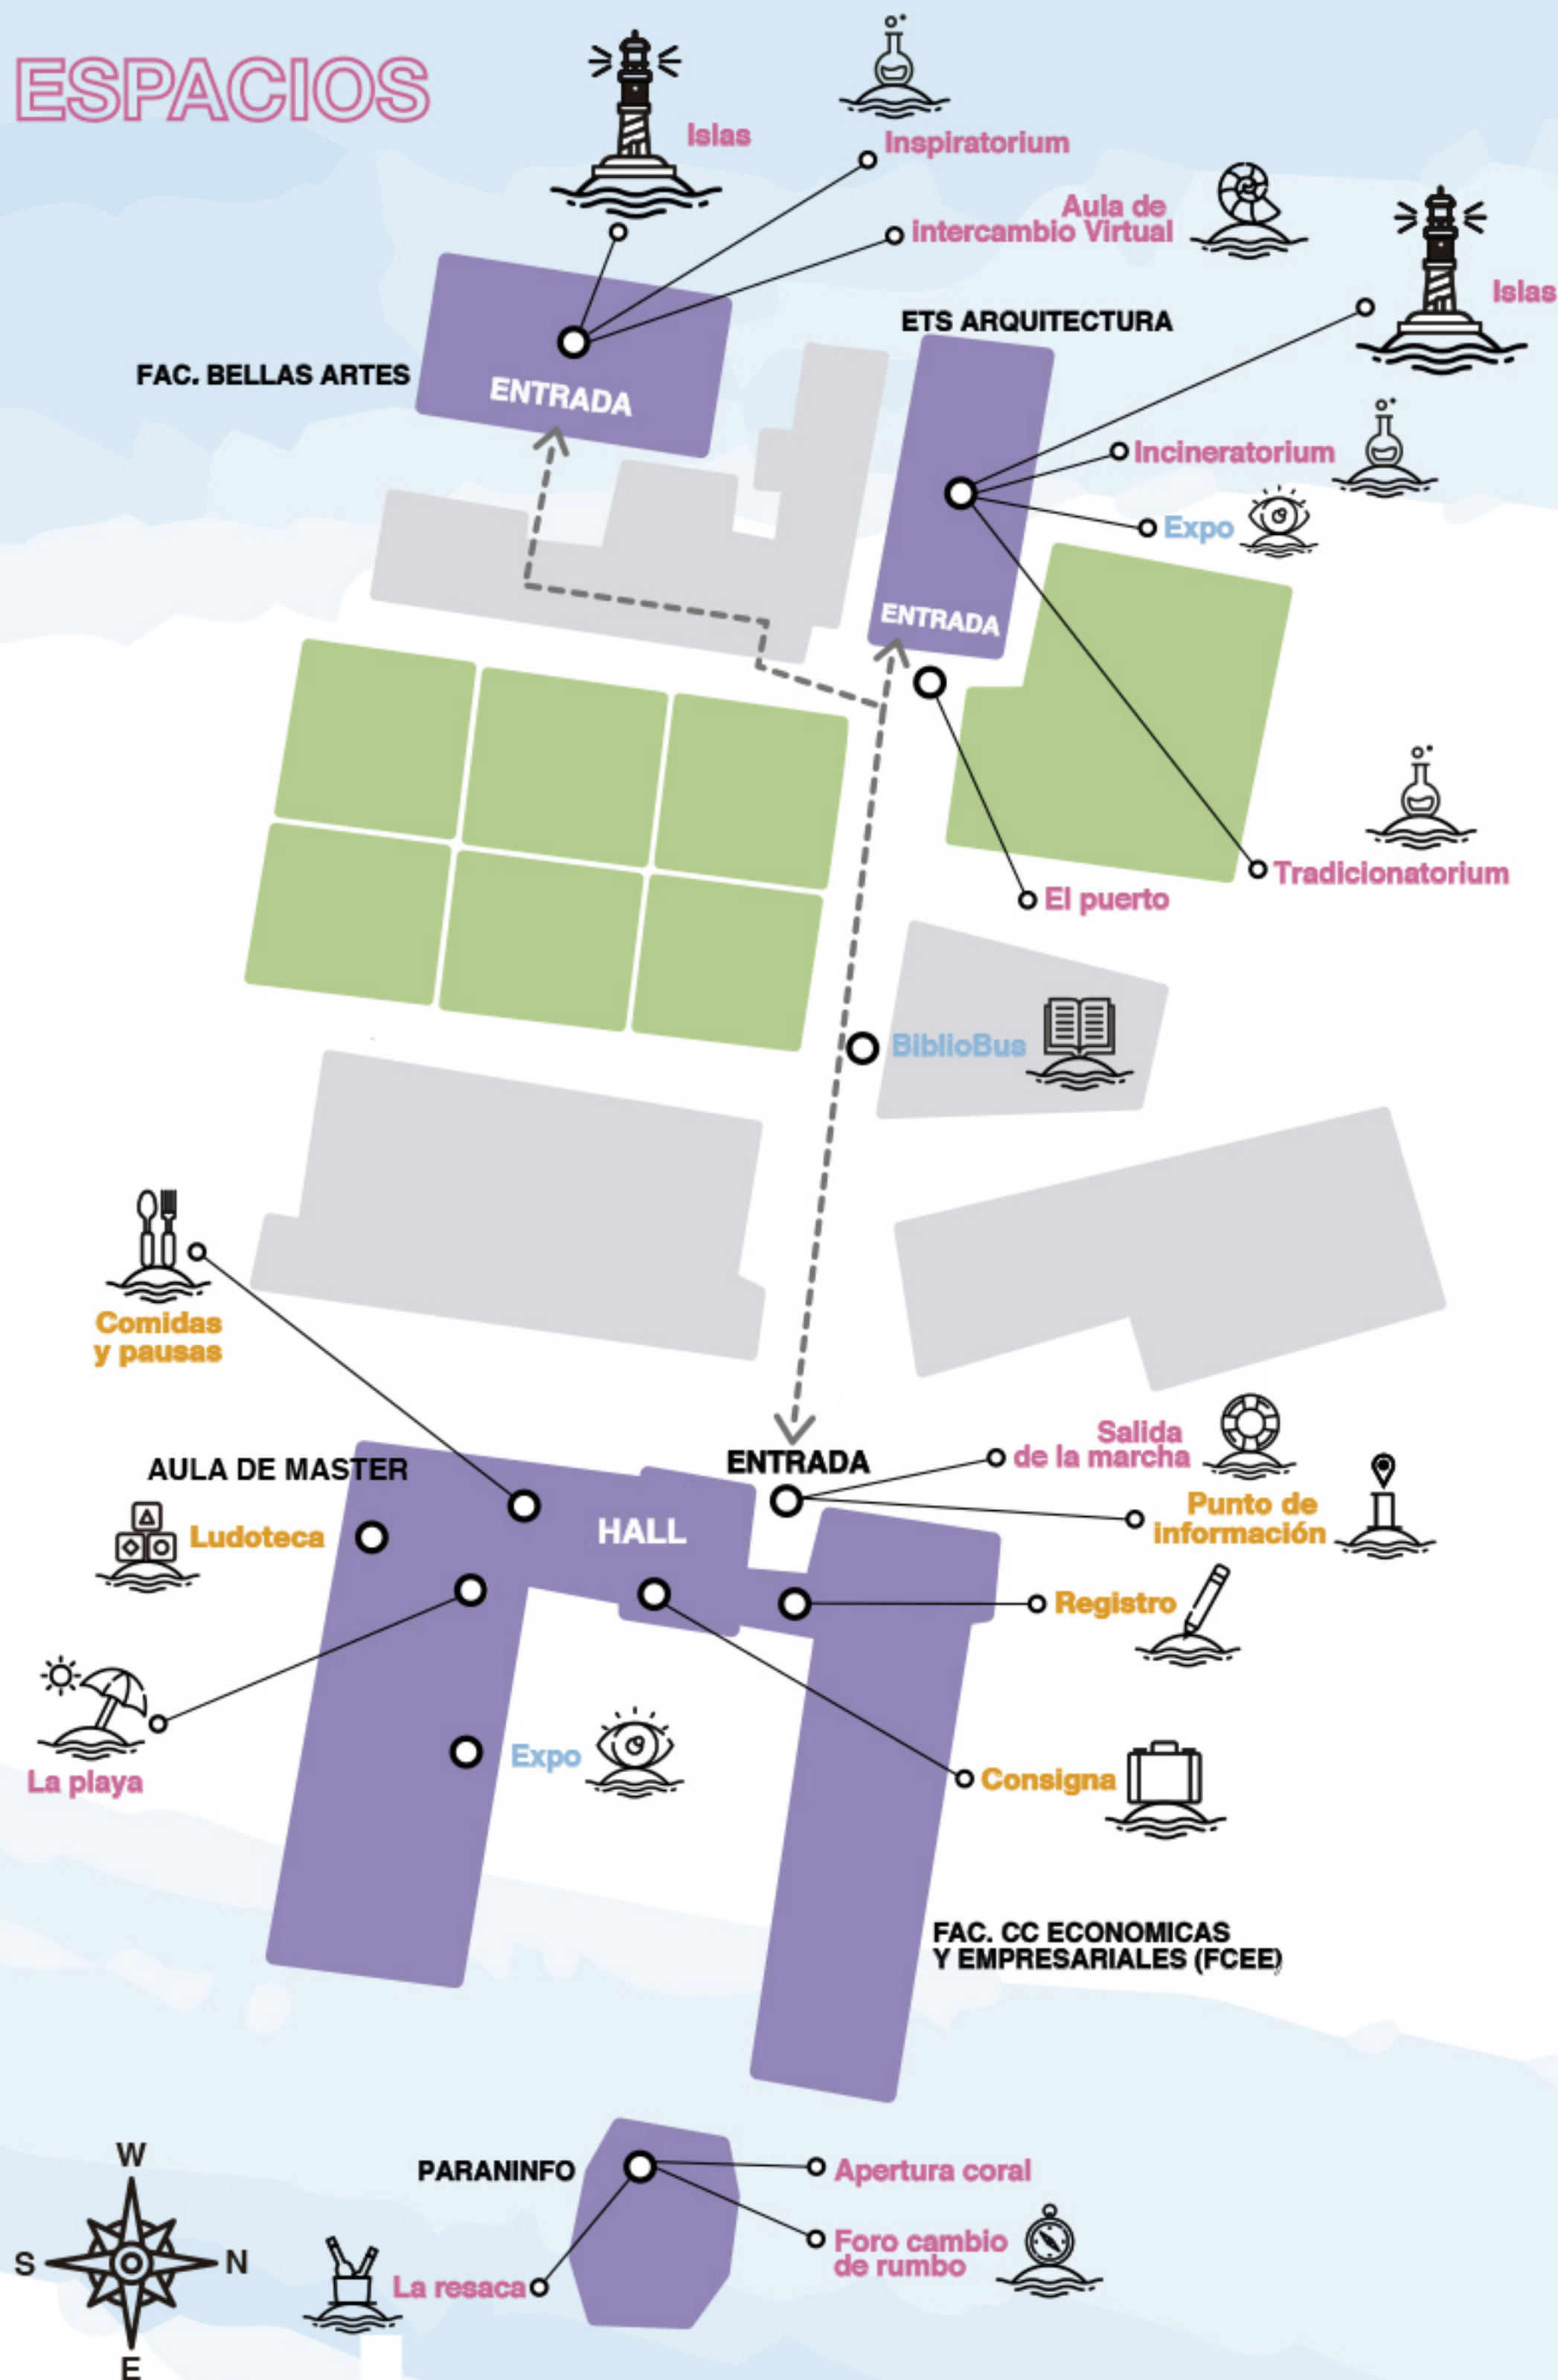 ESPACIOS
Islas
Inspiratorium
Aula de
intercambio Virtual
Islas
ETS ARQUITECTURA
FAC. BELLAS ARTES
ENTRADA
Incineratorium
Expo
ENTRADA
Tradicionatorium
El puerto
BiblioBus
Comidas
y pausas
Salida
de la marcha
ENTRADA
AULA DE MASTER
Punto de
información
HALL
Ludoteca
Registro
La playa
Expo
Consigna
FAC. CC ECONOMICAS
Y EMPRESARIALES (FCEE)
W
S
N
E
PARANINFO
Apertura coral
Foro cambio
de rumbo
La resaca